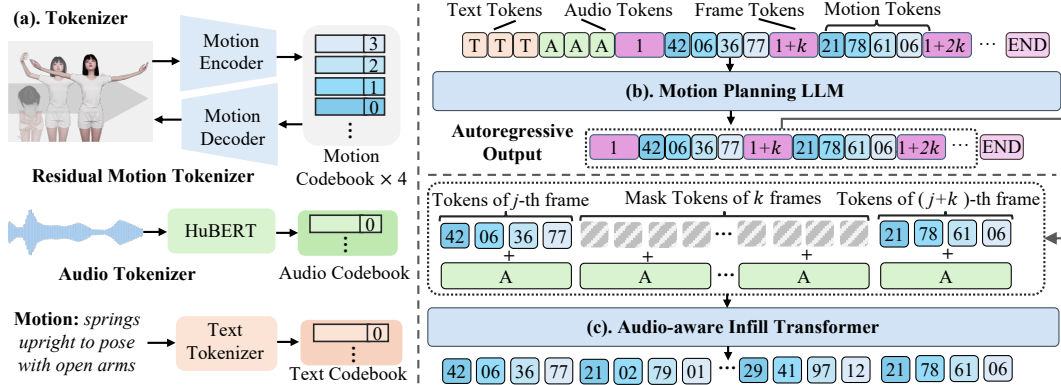 (a). Tokenizer
Motion
Encoder
Motion
Decoder
3
2
1
0
⋮
Motion
Codebook × 4
Residual Motion Tokenizer
HuBERT
0
⋮
Audio Tokenizer
Audio Codebook
Motion: springs
upright to pose
with open arms
Text
Tokenizer
0
⋮
Text Codebook
Text Tokens
Audio Tokens
Frame Tokens
Motion Tokens
T T T A A A 1 42 06 36 77 1+k 21 78 61 06 1+2k ··· END
(b). Motion Planning LLM
Autoregressive
Output
1 42 06 36 77 1+k 21 78 61 06 1+2k ··· END
Tokens of j-th frame
Mask Tokens of k frames
Tokens of (j+k)-th frame
42 06 36 77 ··· 21 78 61 06
+ + + +
A A ··· A A
(c). Audio-aware Infill Transformer
42 06 36 77 21 02 79 01 ··· 29 41 97 12 21 78 61 06